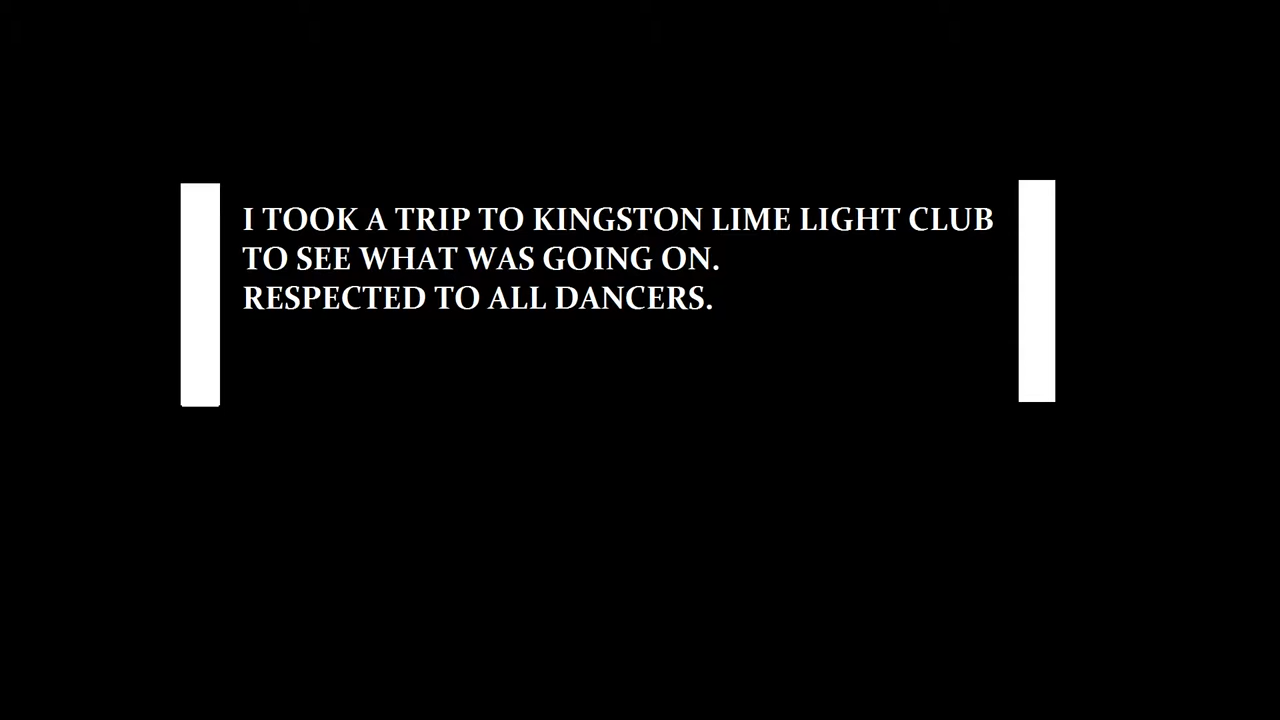 I TOOK A TRIP TO KINGSTON LIME LIGHT CLUB
TO SEE WHAT WAS GOING ON.
RESPECTED TO ALL DANCERS.